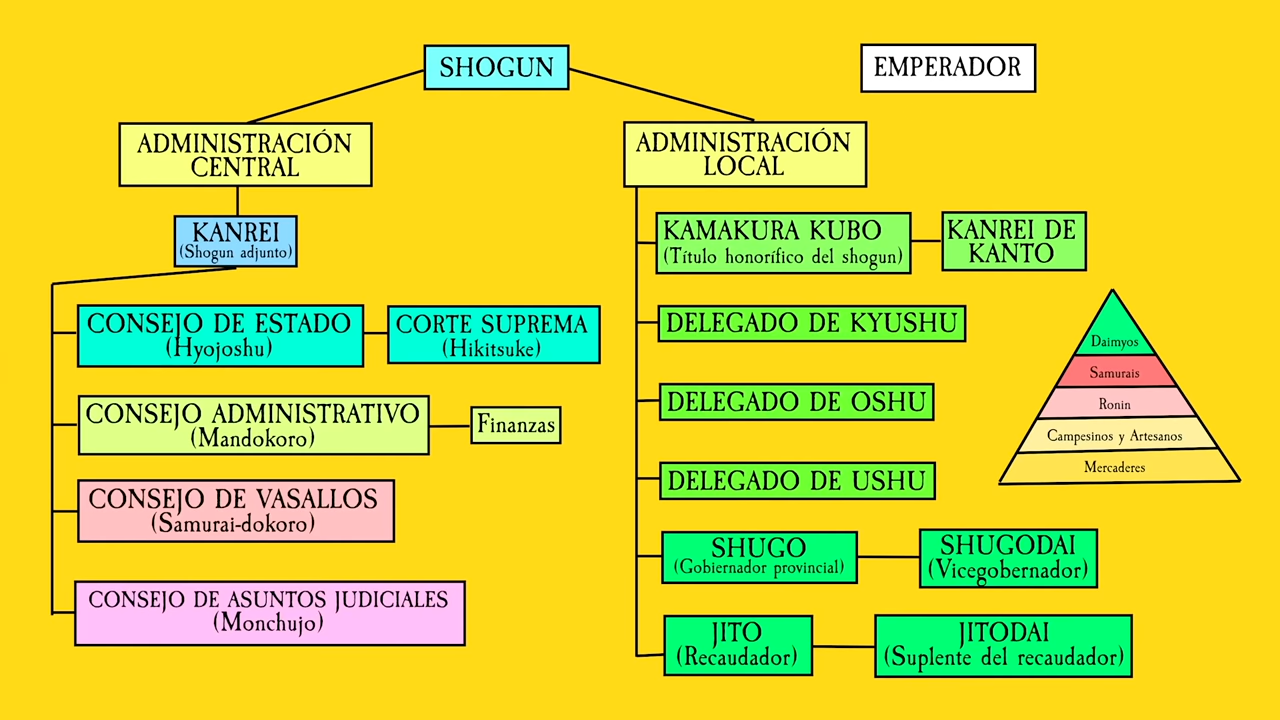 SHOGUN
EMPERADOR
ADMINISTRACIÓN
CENTRAL
KANREI
(Shogun adjunto)
CONSEJO DE ESTADO
(Hyojoshu)
CORTE SUPREMA
(Hikitsuke)
CONSEJO ADMINISTRATIVO
(Mandokoro)
Finanzas
CONSEJO DE VASALLOS
(Samurai-dokoro)
CONSEJO DE ASUNTOS JUDICIALES
(Monchujo)
ADMINISTRACIÓN
LOCAL
KAMAKURA KUBO
(Título honorífico del shogun)
KANREI DE
KANTO
DELEGADO DE KYUSHU
DELEGADO DE OSHU
DELEGADO DE USHU
SHUGO
(Gobiernador provincial)
SHUGODAI
(Vicegobernador)
JITO
(Recaudador)
JITODAI
(Suplente del recaudador)
Daimyos
Samurais
Ronin
Campesinos y Artesanos
Mercaderes